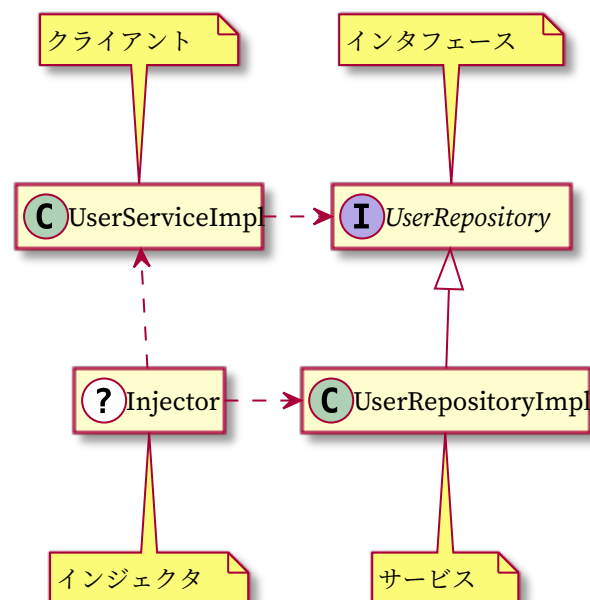 クライアント
インタフェース
C UserServiceImpl
I UserRepository
? Injector
C UserRepositoryImpl
インジェクタ
サービス